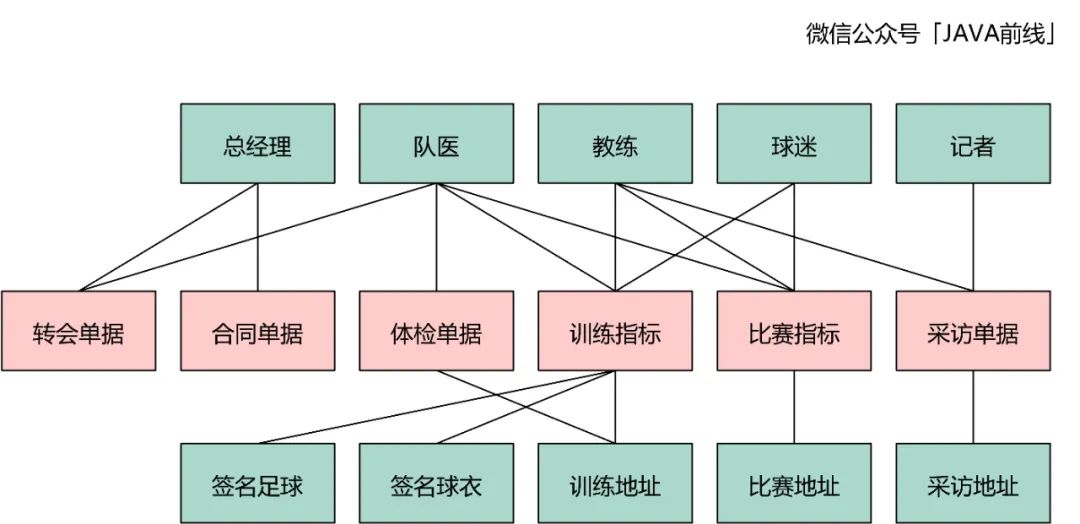 微信公众号「JAVA前线」
总经理
队医
教练
球迷
记者
转会单据
合同单据
体检单据
训练指标
比赛指标
采访单据
签名足球
签名球衣
训练地址
比赛地址
采访地址